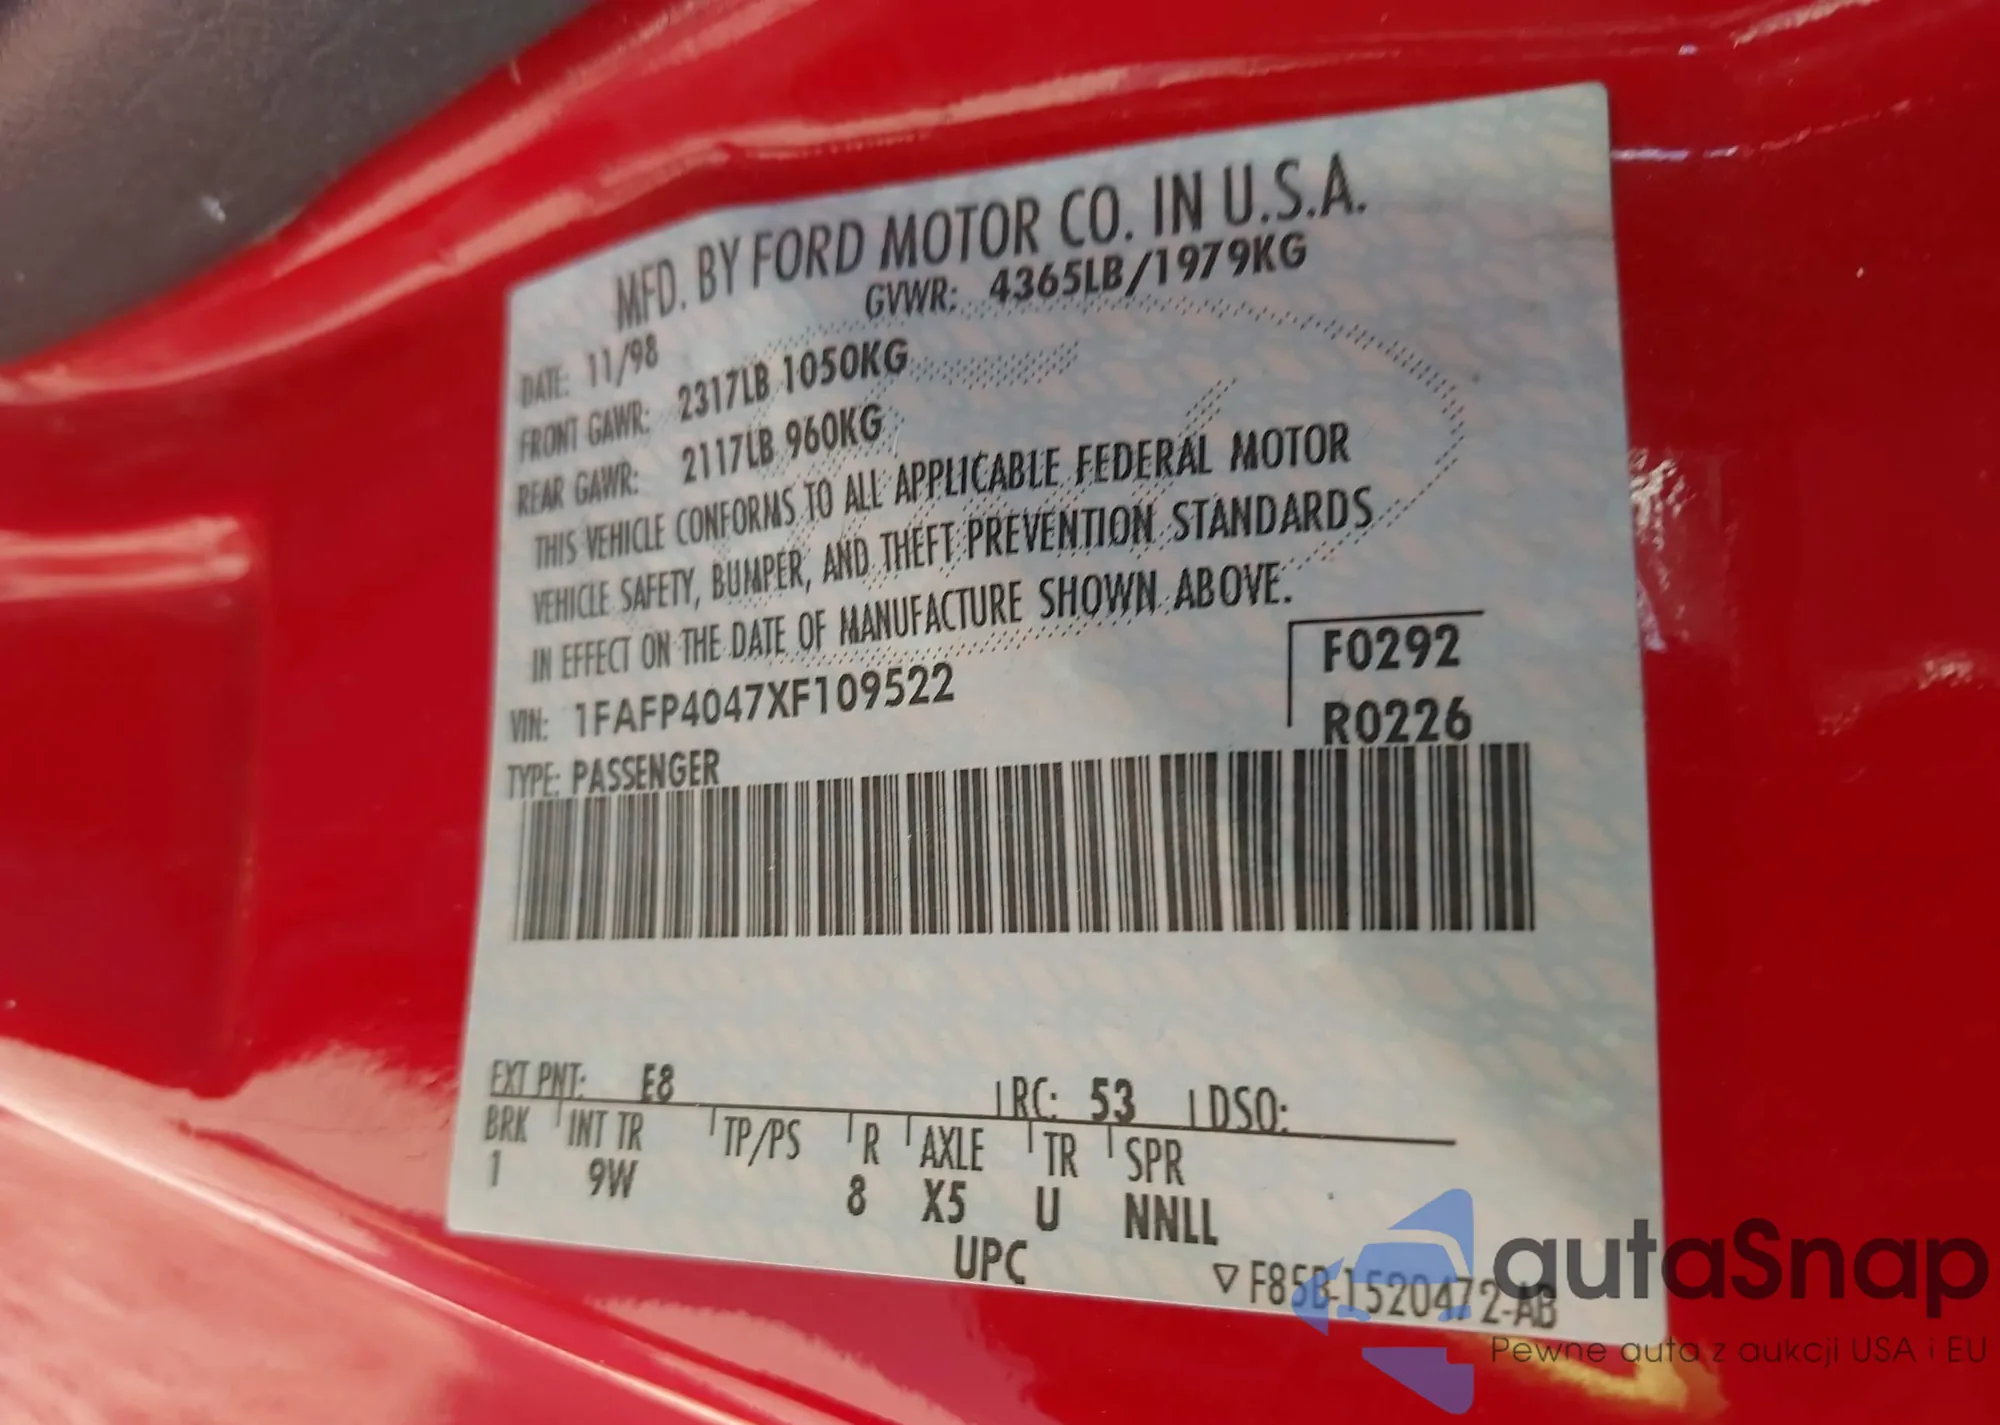 MFD. BY FORD MOTOR CO. IN U.S.A.
DATE: 11/98 GVWR: 4365LB/1979KG
FRONT GAWR: 2317LB 1050KG
REAR GAWR: 2117LB 960KG
THIS VEHICLE CONFORMS TO ALL APPLICABLE FEDERAL MOTOR
VEHICLE SAFETY, BUMPER, AND THEFT PREVENTION STANDARDS
IN EFFECT ON THE DATE OF MANUFACTURE SHOWN ABOVE.
VIN: 1FAFP4047XF109522 F0292
TYPE: PASSENGER R0226
EXT PNT: E8 RC: 53 DSO:
BRK INT TR TP/PS R AXLE TR SPR
1 9W 8 X5 U NNLL
UPC
▽F85B-1520472-AB
autaSnap
Pewne auta z aukcji USA i EU